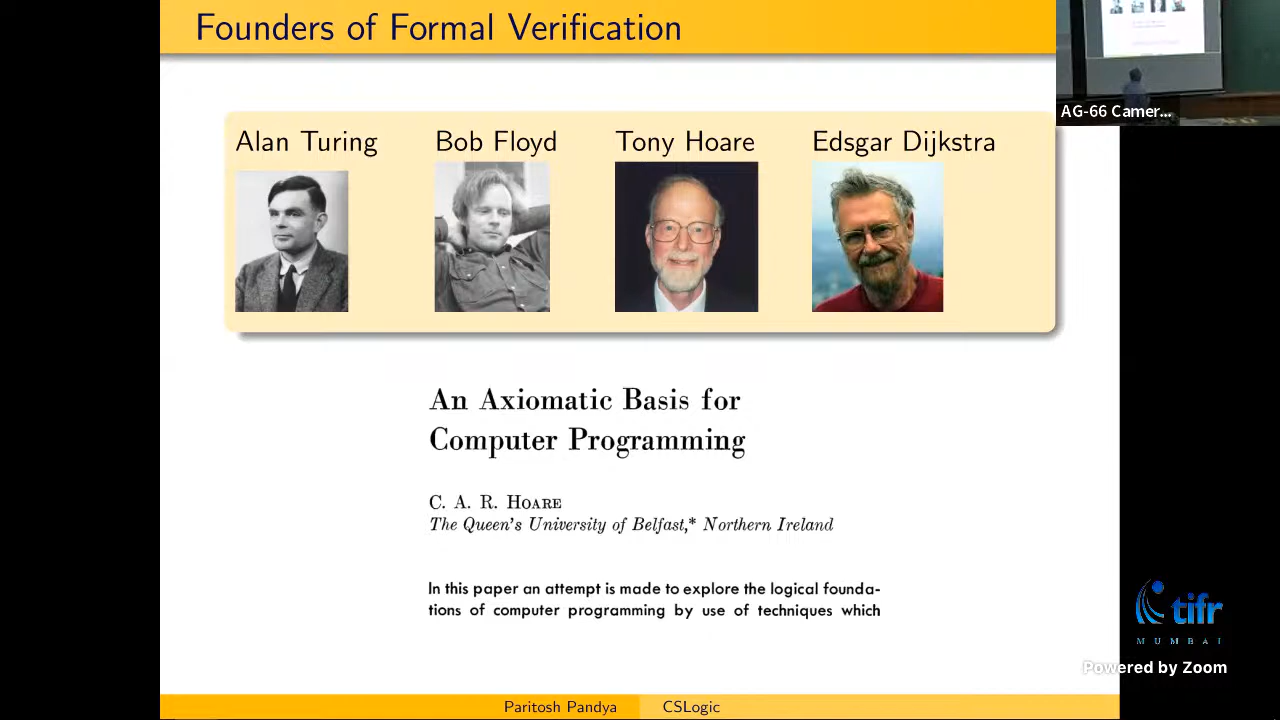 Founders of Formal Verification
AG-66 Camer...
Alan Turing Bob Floyd Tony Hoare Edsgar Dijkstra
An Axiomatic Basis for
Computer Programming
C. A. R. HOARE
The Queen's University of Belfast,* Northern Ireland
In this paper an attempt is made to explore the logical founda-
tions of computer programming by use of techniques which
tifr
MUMBAI
Powered by Zoom
Paritosh Pandya CSLogic